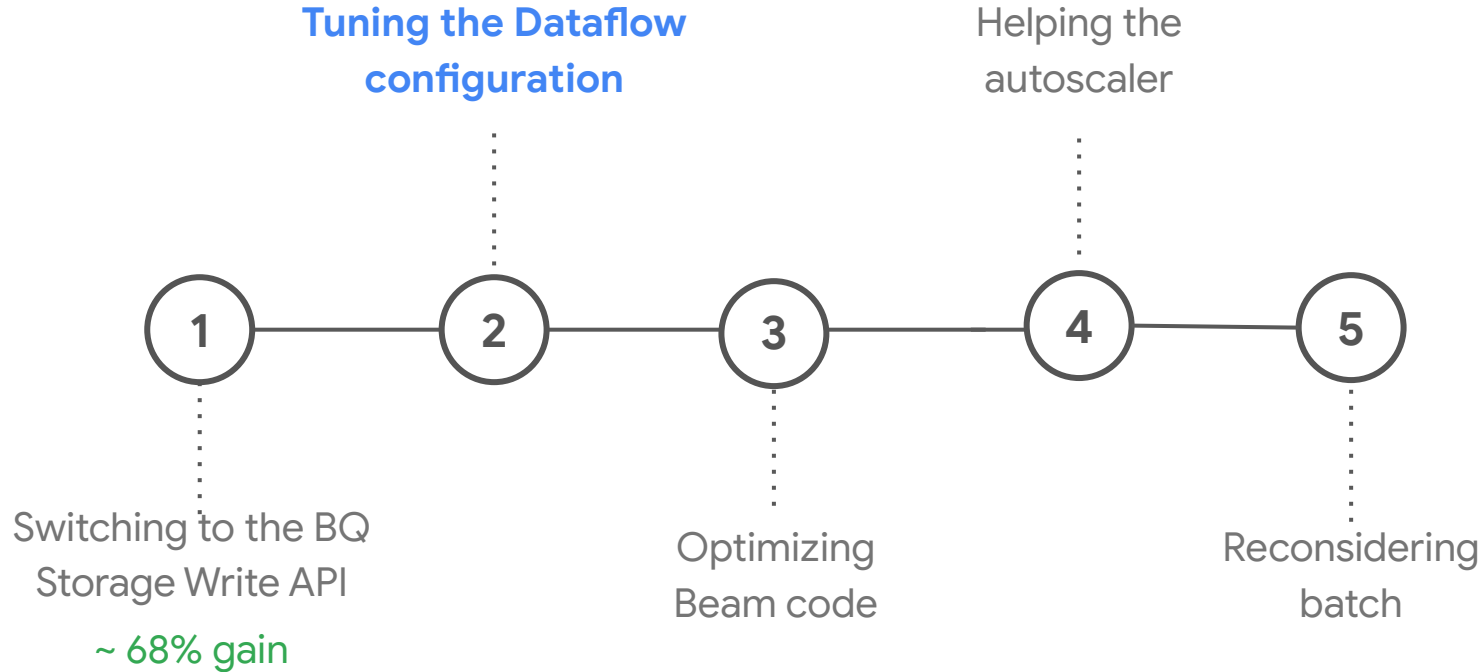 Tuning the Dataflow
configuration
Helping the
autoscaler
1
2
3
4
5
Switching to the BQ
Storage Write API
~ 68% gain
Optimizing
Beam code
Reconsidering
batch